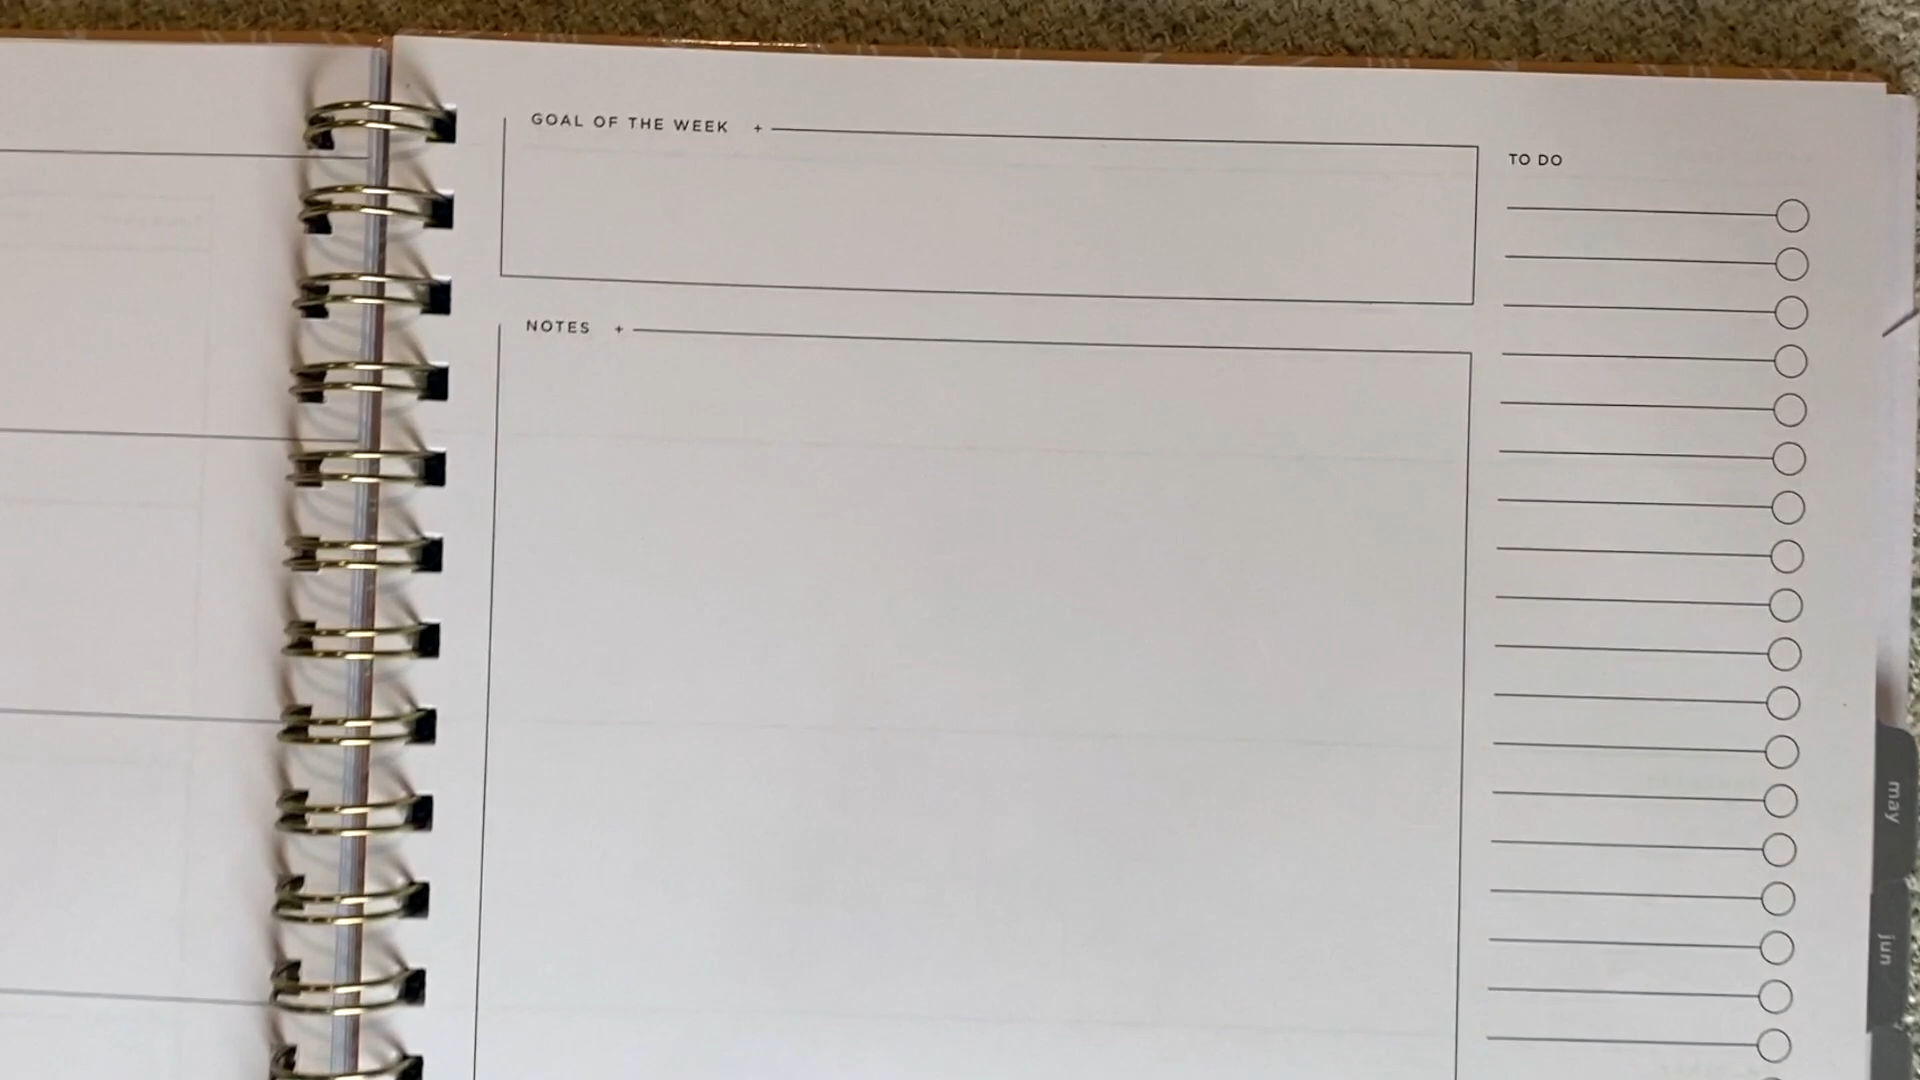 GOAL OF THE WEEK +
TO DO
NOTES +
may
jun